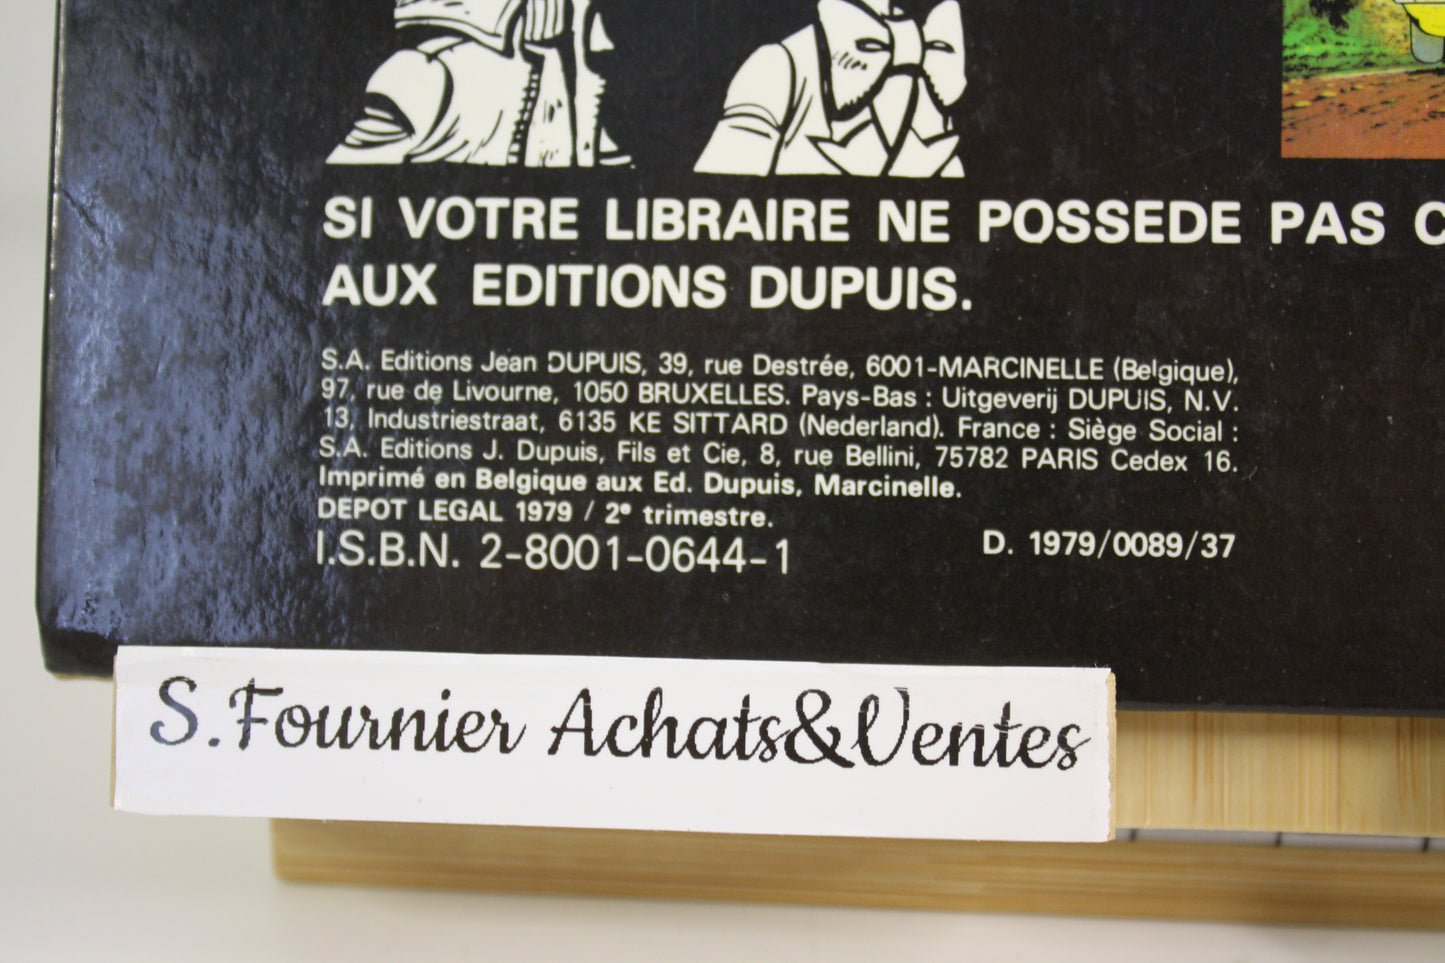 SI VOTRE LIBRAIRE NE POSSEDE PAS
AUX EDITIONS DUPUIS.
S.A. Editions Jean DUPUIS, 39, rue Destrée, 6001-MARCINELLE (Belgique),
97, rue de Livourne, 1050 BRUXELLES. Pays-Bas : Uitgeverij DUPUIS, N.V.
13, Industriestraat, 6135 KE SITTARD (Nederland). France : Siège Social :
S.A. Editions J. Dupuis, Fils et Cie, 8, rue Bellini, 75782 PARIS Cedex 16.
Imprimé en Belgique aux Ed. Dupuis, Marcinelle.
DEPOT LEGAL 1979 / 2e trimestre.
I.S.B.N. 2-8001-0644-1
D. 1979/0089/37
S.Fournier Achats&Ventes